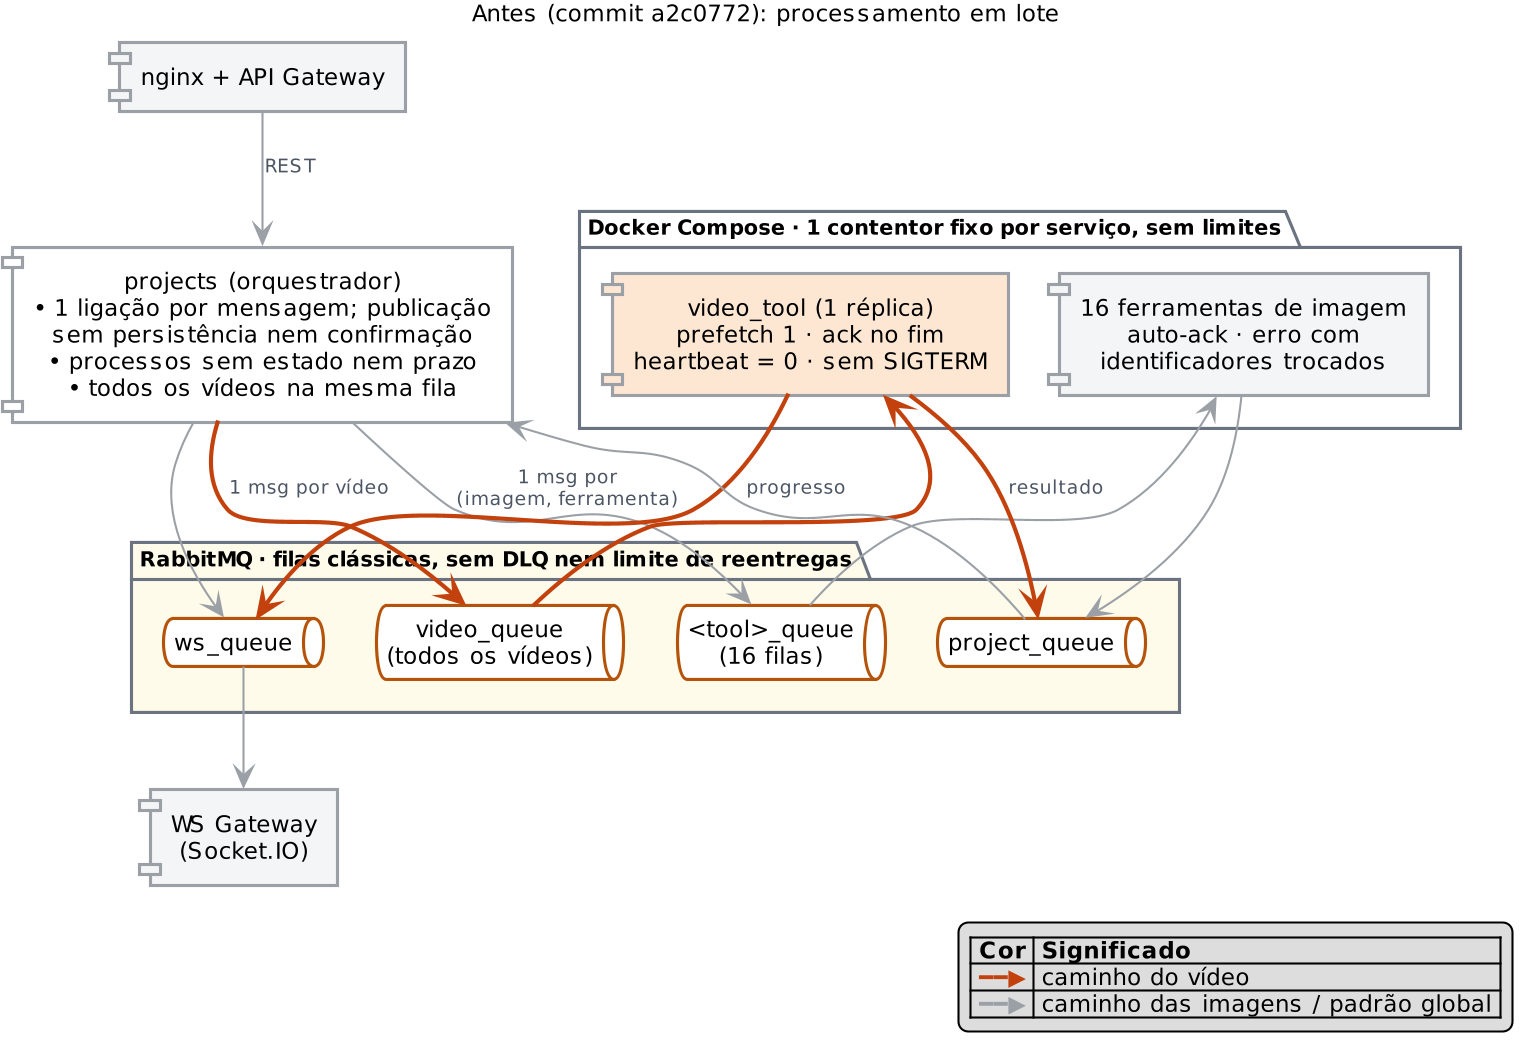 Antes (commit a2c0772): processamento em lote
nginx + API Gateway
REST
projects (orquestrador)
• 1 ligação por mensagem; publicação
sem persistência nem confirmação
• processos sem estado nem prazo
• todos os vídeos na mesma fila
Docker Compose · 1 contentor fixo por serviço, sem limites
video_tool (1 réplica)
prefetch 1 · ack no fim
heartbeat = 0 · sem SIGTERM
16 ferramentas de imagem
auto-ack · erro com
identificadores trocados
1 msg por vídeo
1 msg por
(imagem, ferramenta)
progresso
resultado
RabbitMQ · filas clássicas, sem DLQ nem limite de reentregas
ws_queue
video_queue
(todos os vídeos)
<tool>_queue
(16 filas)
project_queue
WS Gateway
(Socket.IO)
Cor Significado
caminho do vídeo
caminho das imagens / padrão global